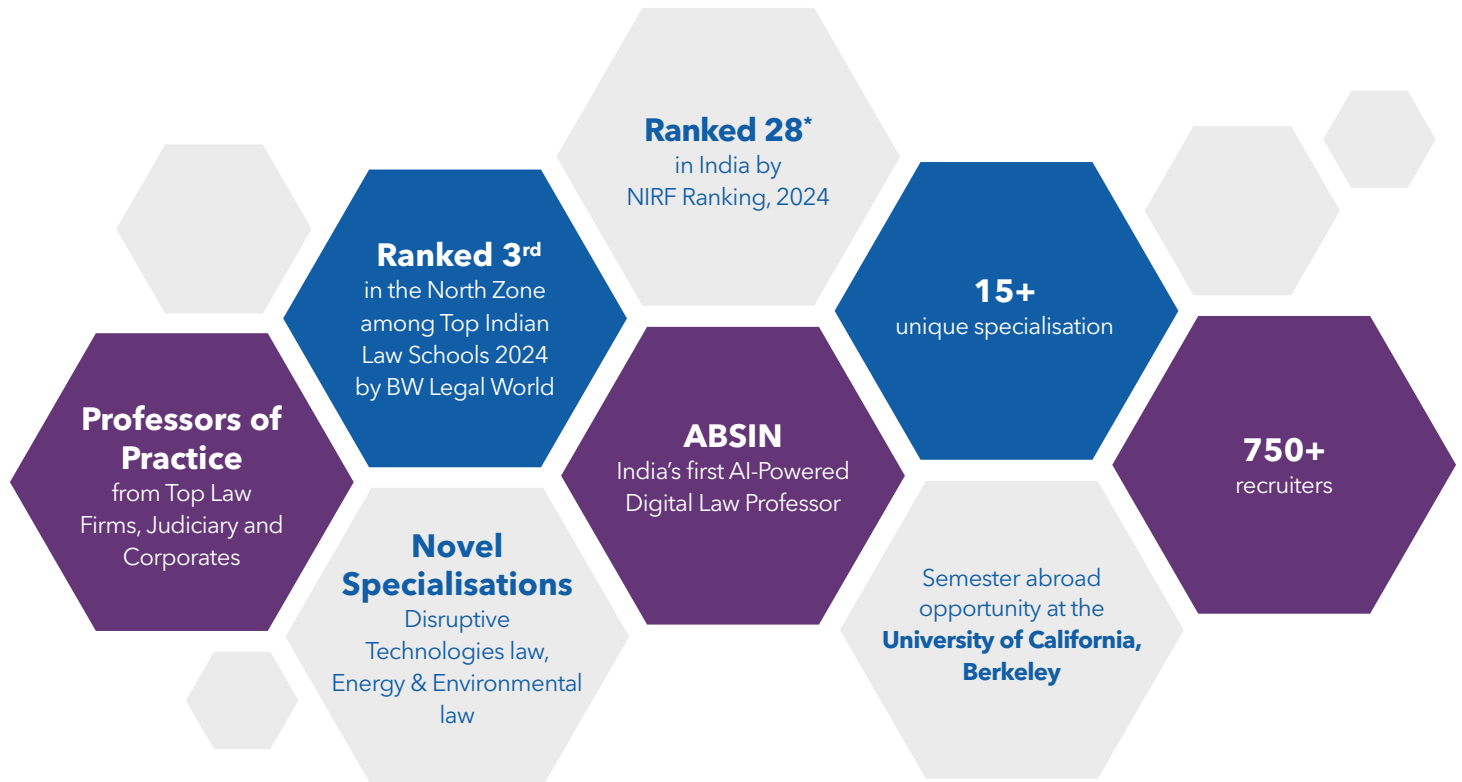 Ranked 28*
in India by
NIRF Ranking, 2024
Ranked 3rd
in the North Zone
among Top Indian
Law Schools 2024
by BW Legal World
15+
unique specialisation
Professors of
Practice
from Top Law
Firms, Judiciary and
Corporates
ABSIN
India’s first AI-Powered
Digital Law Professor
750+
recruiters
Novel
Specialisations
Disruptive
Technologies law,
Energy & Environmental
law
Semester abroad
opportunity at the
University of California,
Berkeley